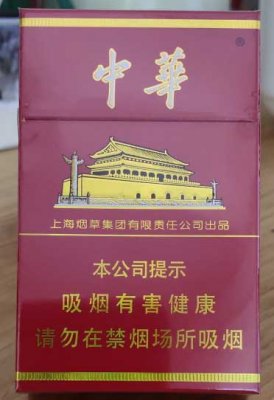 中華
®
上海烟草集团有限责任公司出品
本公司提示
吸烟有害健康
请勿在禁烟场所吸烟